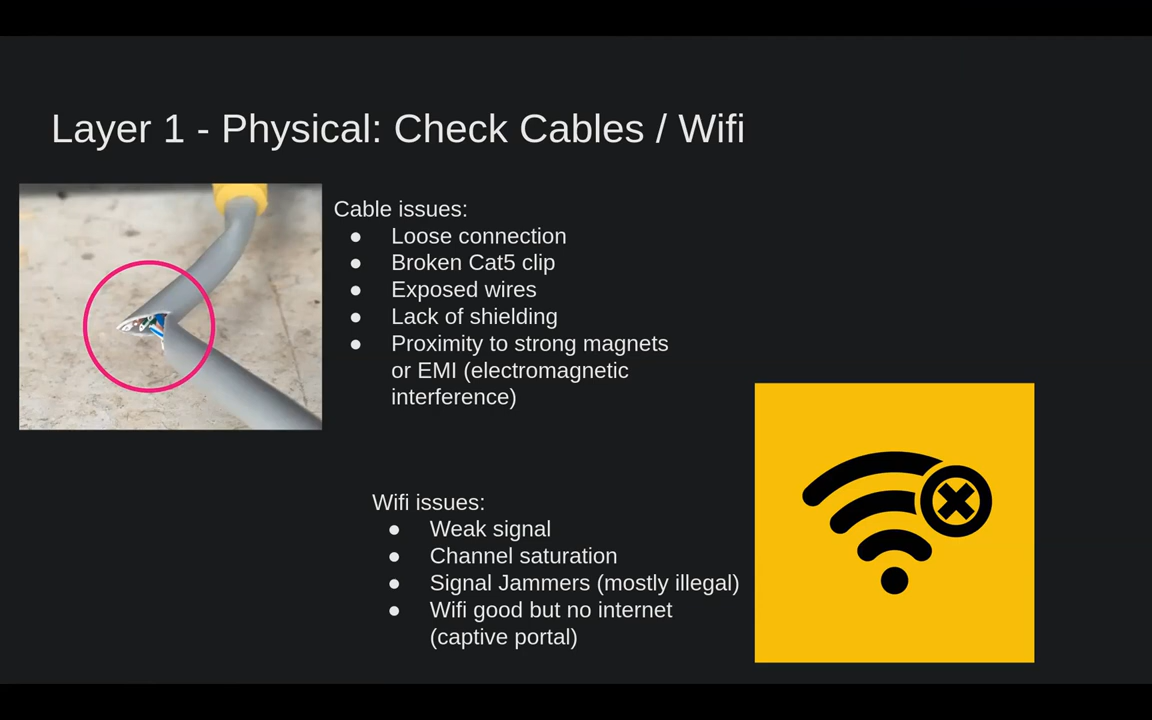 Layer 1 - Physical: Check Cables / Wifi
Cable issues:
● Loose connection
● Broken Cat5 clip
● Exposed wires
● Lack of shielding
● Proximity to strong magnets
or EMI (electromagnetic
interference)
Wifi issues:
● Weak signal
● Channel saturation
● Signal Jammers (mostly illegal)
● Wifi good but no internet
(captive portal)